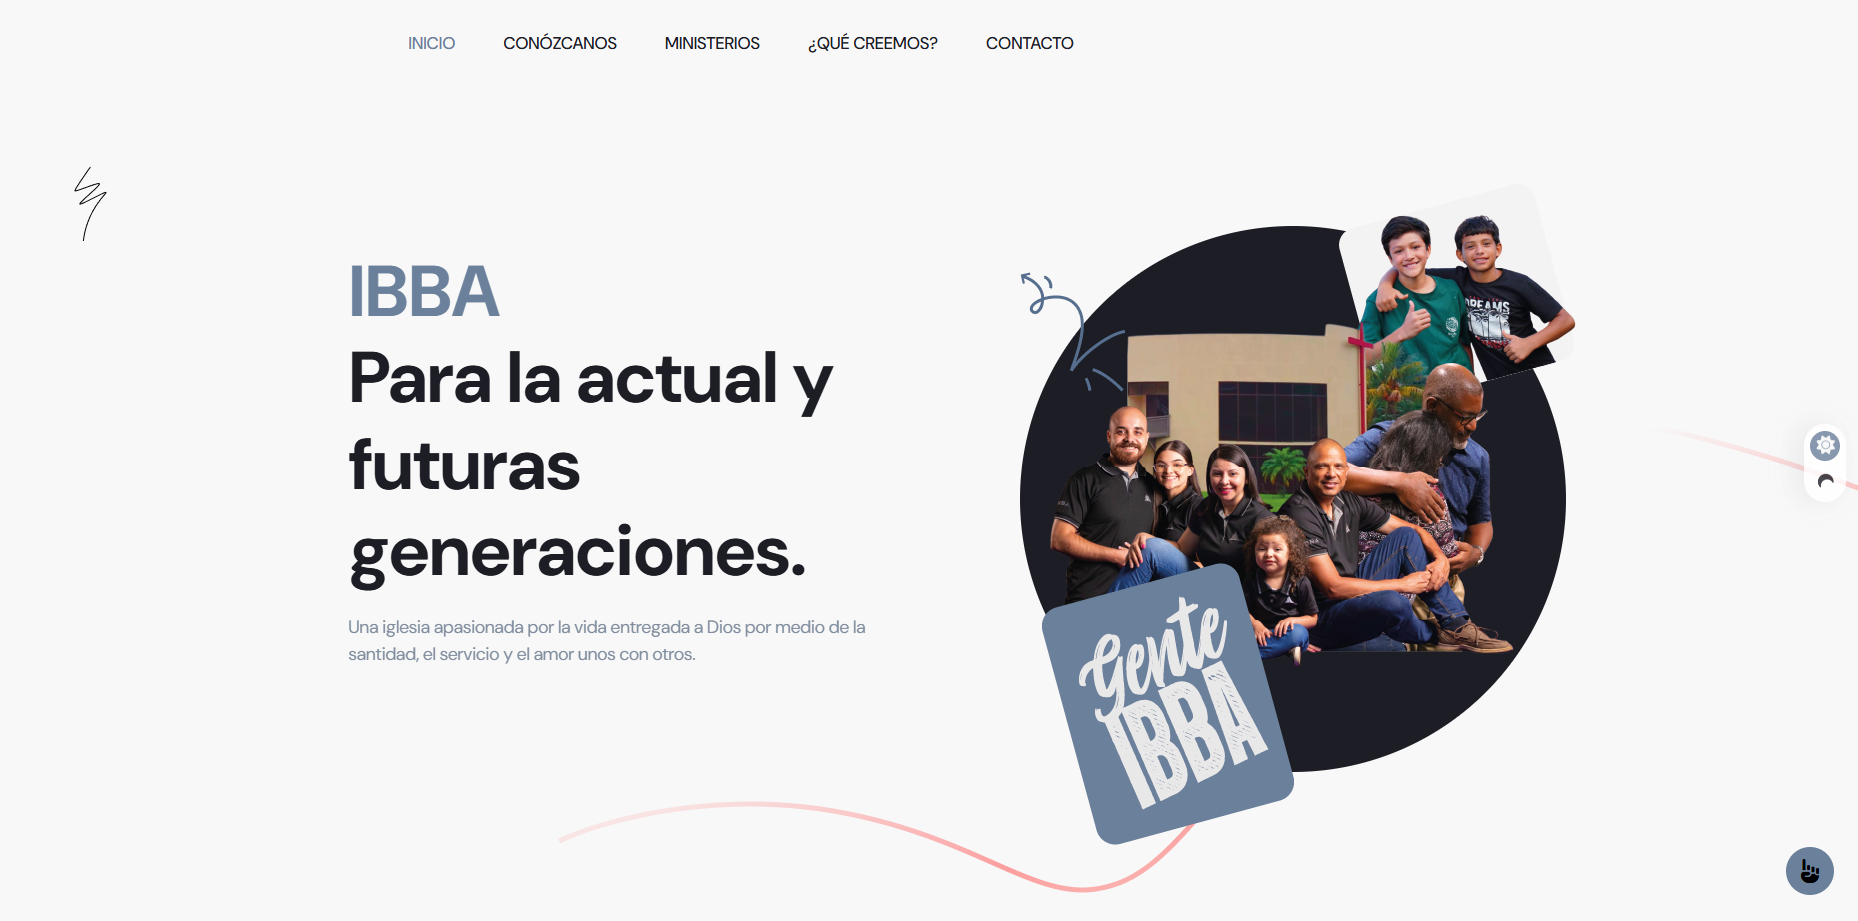 INICIO
CONÓZCANOS
MINISTERIOS
¿QUÉ CREEMOS?
CONTACTO
IBBA
Para la actual y
futuras
generaciones.
Una iglesia apasionada por la vida entregada a Dios por medio de la
santidad, el servicio y el amor unos con otros.
DREAMS
Gente
IBBA